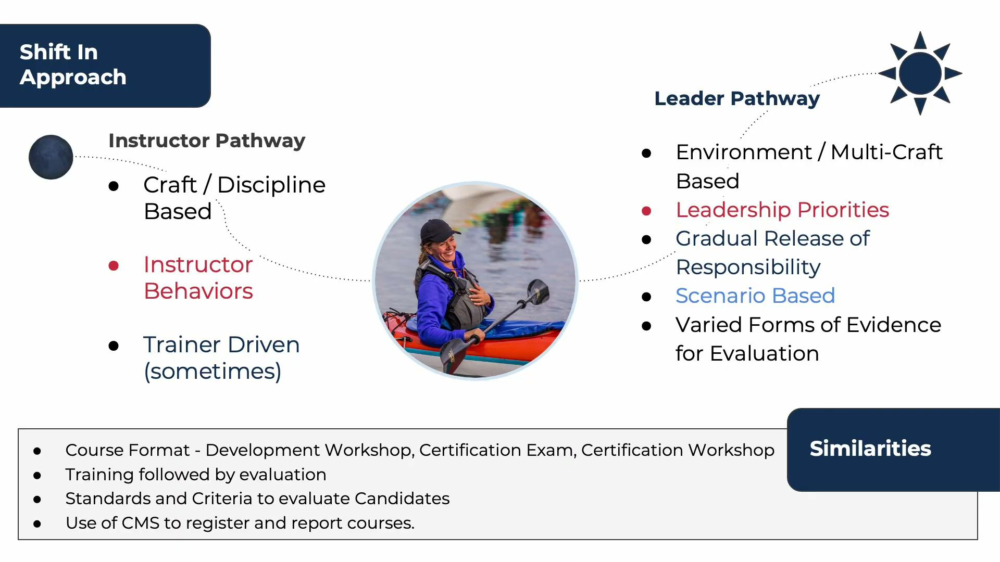 Shift In
Approach
Instructor Pathway
● Craft / Discipline
Based
● Instructor
Behaviors
● Trainer Driven
(sometimes)
Leader Pathway
● Environment / Multi-Craft
Based
● Leadership Priorities
● Gradual Release of
Responsibility
● Scenario Based
● Varied Forms of Evidence
for Evaluation
Similarities
● Course Format - Development Workshop, Certification Exam, Certification Workshop
● Training followed by evaluation
● Standards and Criteria to evaluate Candidates
● Use of CMS to register and report courses.